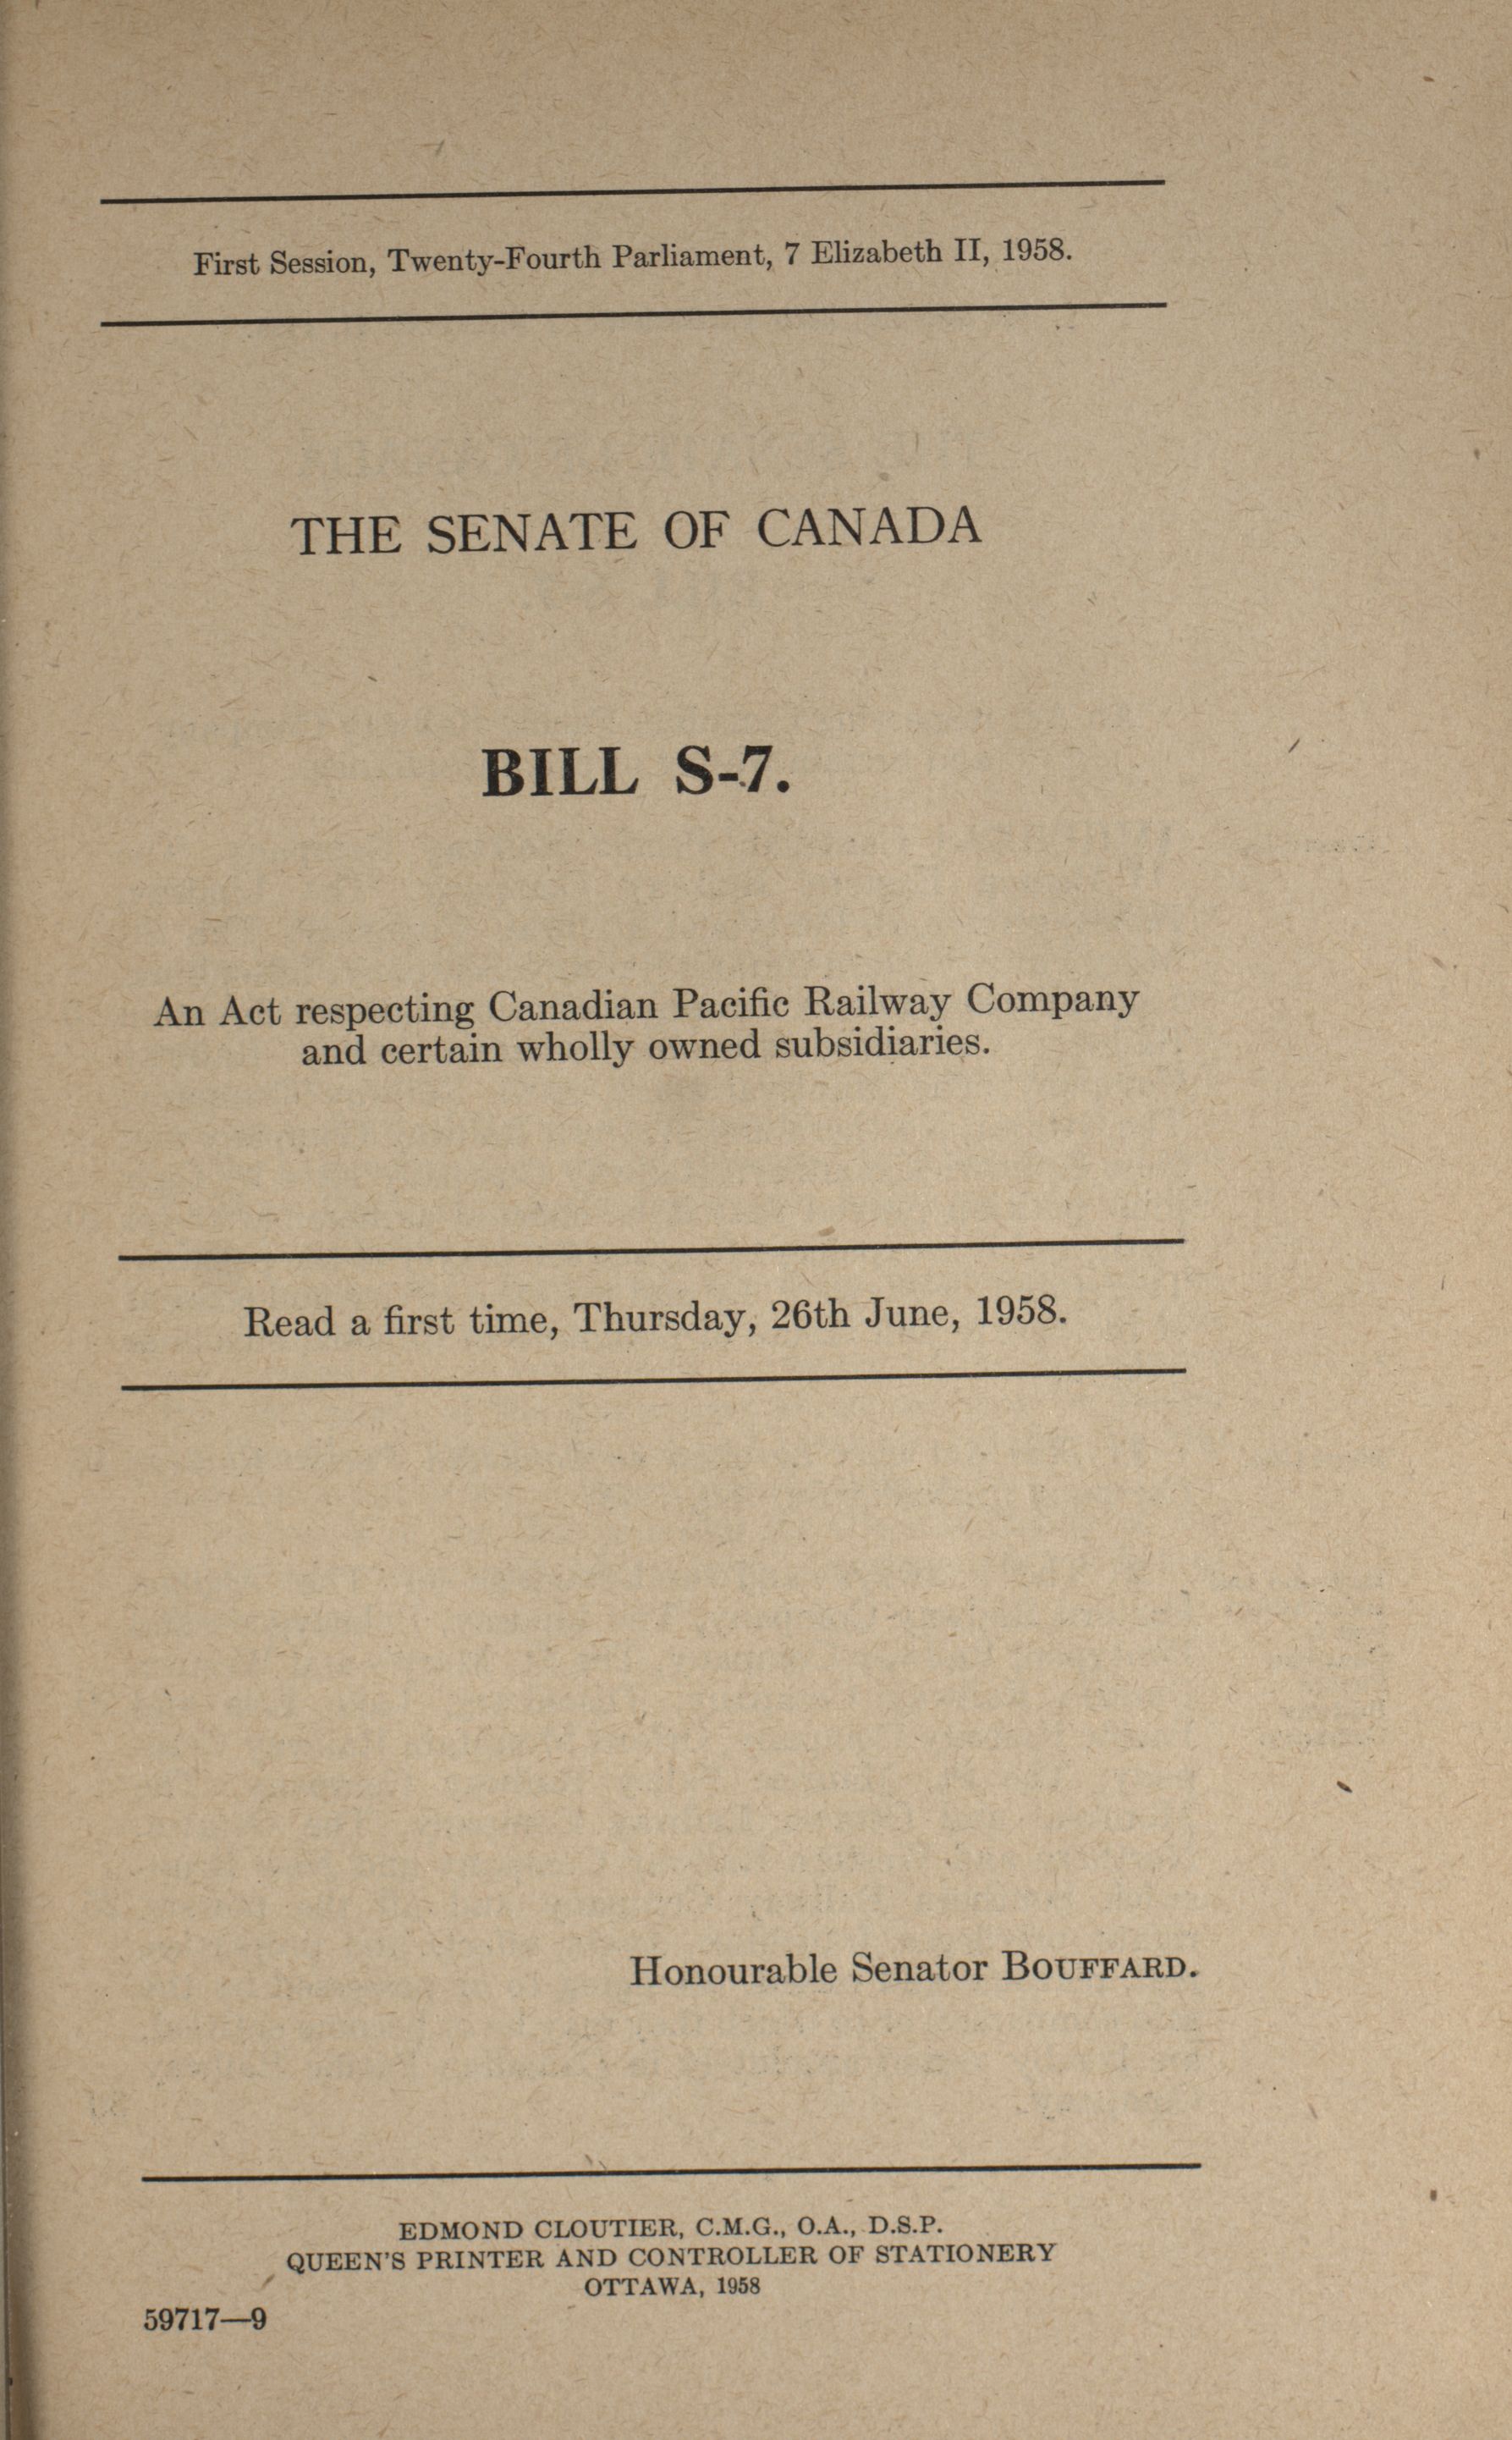 First Session, Twenty-Fourth Parliament, 7 Elizabeth II, 1958.
THE SENATE OF CANADA
BILL S-7.
An Act respecting Canadian Pacific Railway Company
and certain wholly owned subsidiaries.
Read a first time, Thursday, 26th June, 1958.
Honourable Senator BOUFFARD.
EDMOND CLOUTIER, C.M.G., O.A., D.S.P.
QUEEN'S PRINTER AND CONTROLLER OF STATIONERY
OTTAWA, 1958
59717—9